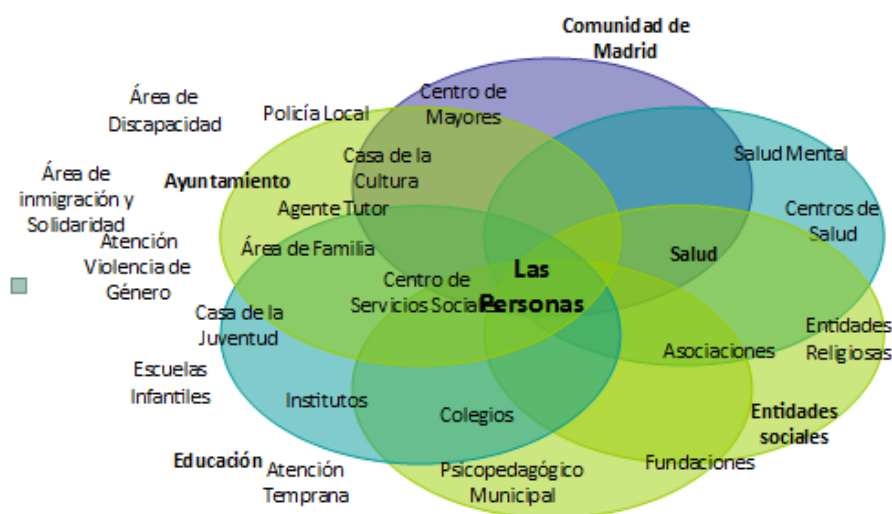 Comunidad de
Madrid
Área de
Discapacidad
Policía Local
Centro de
Mayores
Salud Mental
Casa de la
Cultura
Área de
inmigración y
Solidaridad
Ayuntamiento
Agente Tutor
Centros de
Salud
Atención
Violencia de
Género
Área de Familia
Salud
Las
Personas
Centro de
Servicios Sociales
Casa de la
Juventud
Entidades
Religiosas
Asociaciones
Escuelas
Infantiles
Institutos
Colegios
Entidades
sociales
Educación
Atención
Temprana
Psicopedagógico
Municipal
Fundaciones